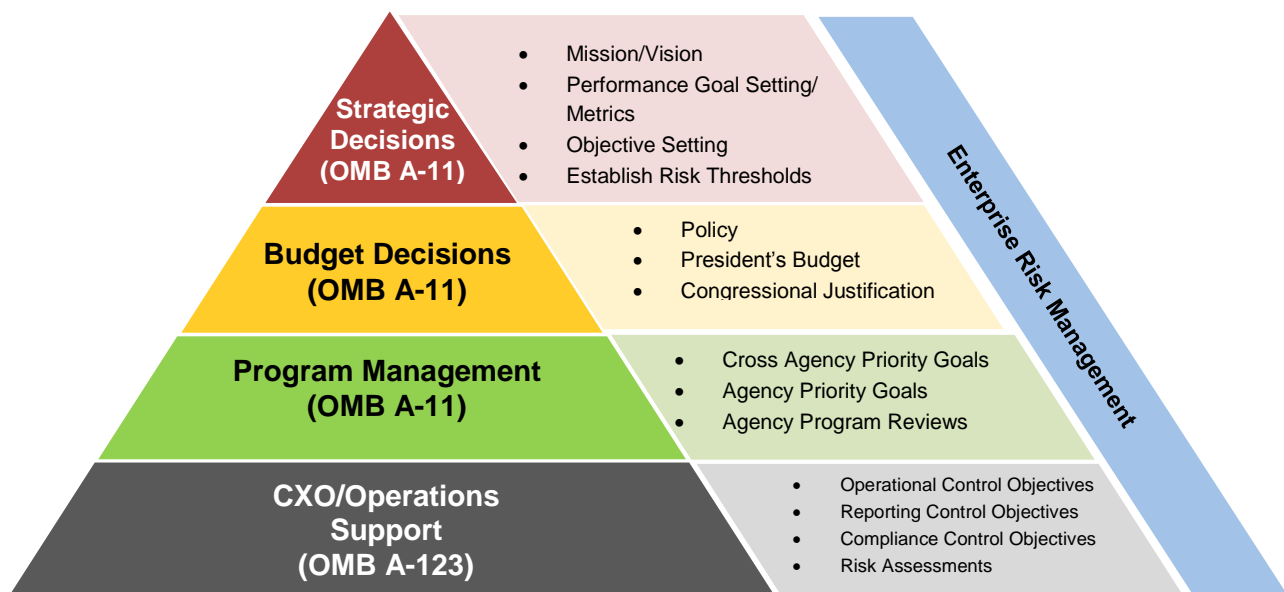 Strategic
Decisions
(OMB A-11)
• Mission/Vision
• Performance Goal Setting/
Metrics
• Objective Setting
• Establish Risk Thresholds
Budget Decisions
(OMB A-11)
• Policy
• President’s Budget
• Congressional Justification
Program Management
(OMB A-11)
• Cross Agency Priority Goals
• Agency Priority Goals
• Agency Program Reviews
CXO/Operations
Support
(OMB A-123)
• Operational Control Objectives
• Reporting Control Objectives
• Compliance Control Objectives
• Risk Assessments
Enterprise Risk Management